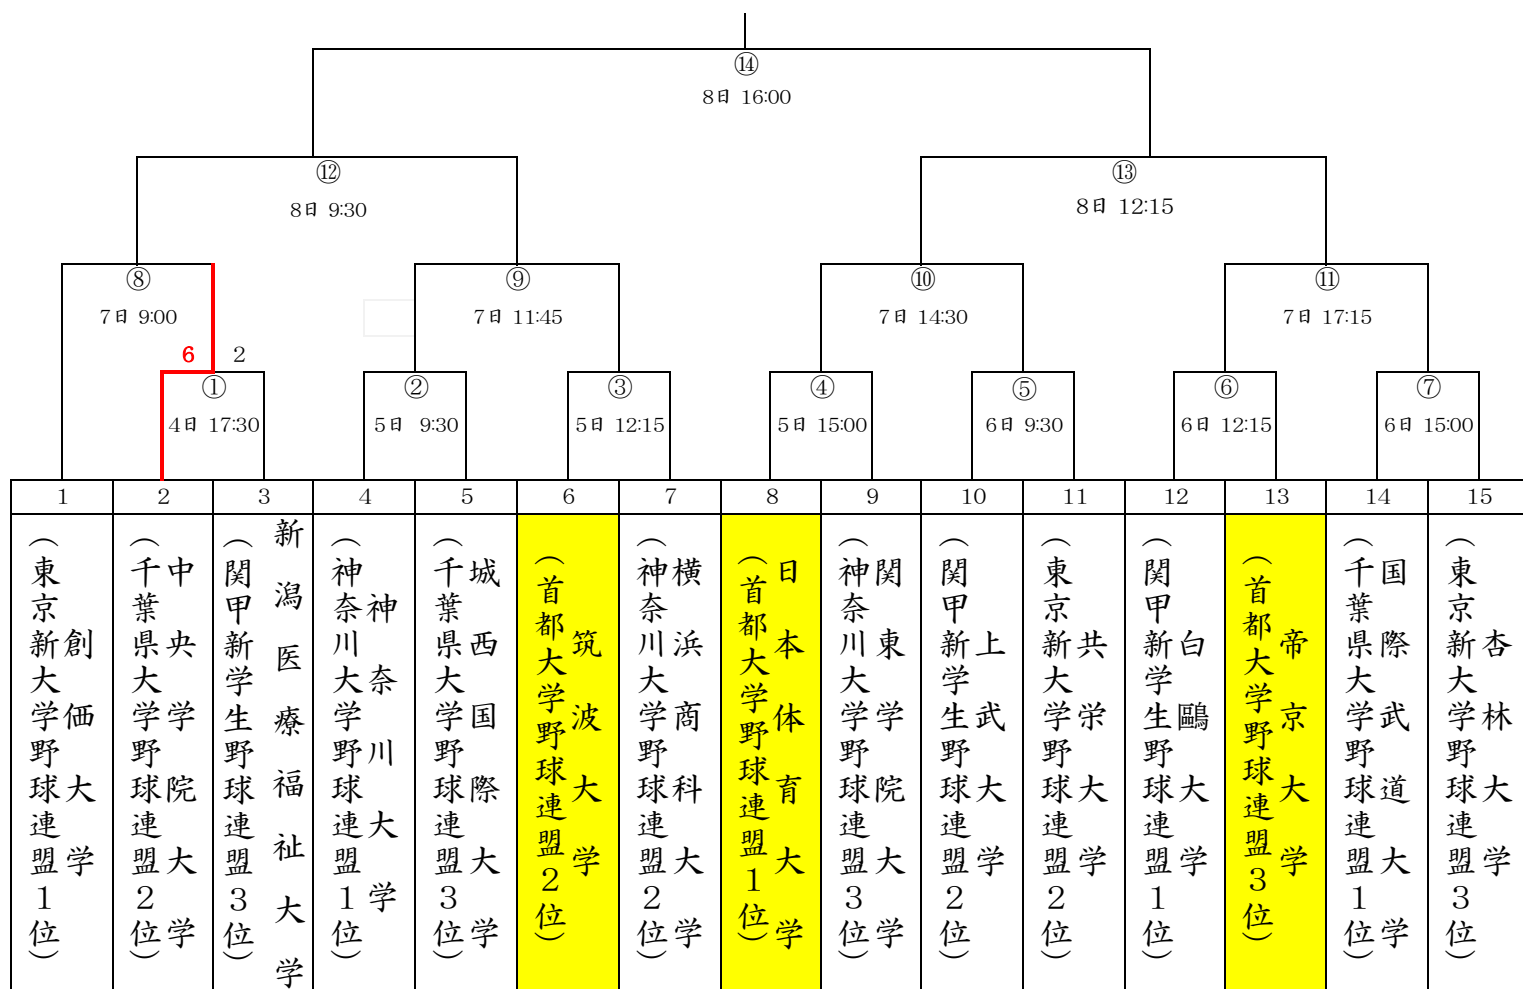 ⑭
8日 16:00
⑫
⑬
8日 9:30
8日 12:15
⑧
⑨
⑩
⑪
7日 9:00
7日 11:45
7日 14:30
7日 17:15
6 2
①
②
③
④
⑤
⑥
⑦
4日 17:30
5日 9:30
5日 12:15
5日 15:00
6日 9:30
6日 12:15
6日 15:00
1 2 3 4 5 6 7 8 9 10 11 12 13 14 15
創価大学
(東京新大学野球連盟1位)
中央学院大学
(千葉県大学野球連盟2位)
新潟医療福祉大学
(関甲新学生野球連盟3位)
神奈川大学
(神奈川大学野球連盟1位)
城西国際大学
(千葉県大学野球連盟3位)
筑波大学
(首都大学野球連盟2位)
横浜商科大学
(神奈川大学野球連盟2位)
日本体育大学
(首都大学野球連盟1位)
関東学院大学
(神奈川大学野球連盟3位)
上武大学
(関甲新学生野球連盟2位)
共栄大学
(東京新大学野球連盟2位)
白鷗大学
(関甲新学生野球連盟1位)
帝京大学
(首都大学野球連盟3位)
国際武道大学
(千葉県大学野球連盟1位)
杏林大学
(東京新大学野球連盟3位)